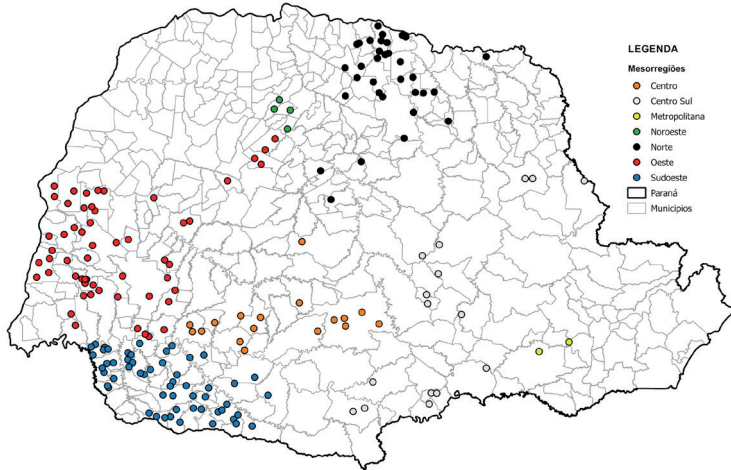 LEGENDA
Mesorregiões
Centro
Centro Sul
Metropolitana
Noroeste
Norte
Oeste
Sudoeste
Paraná
Municipios